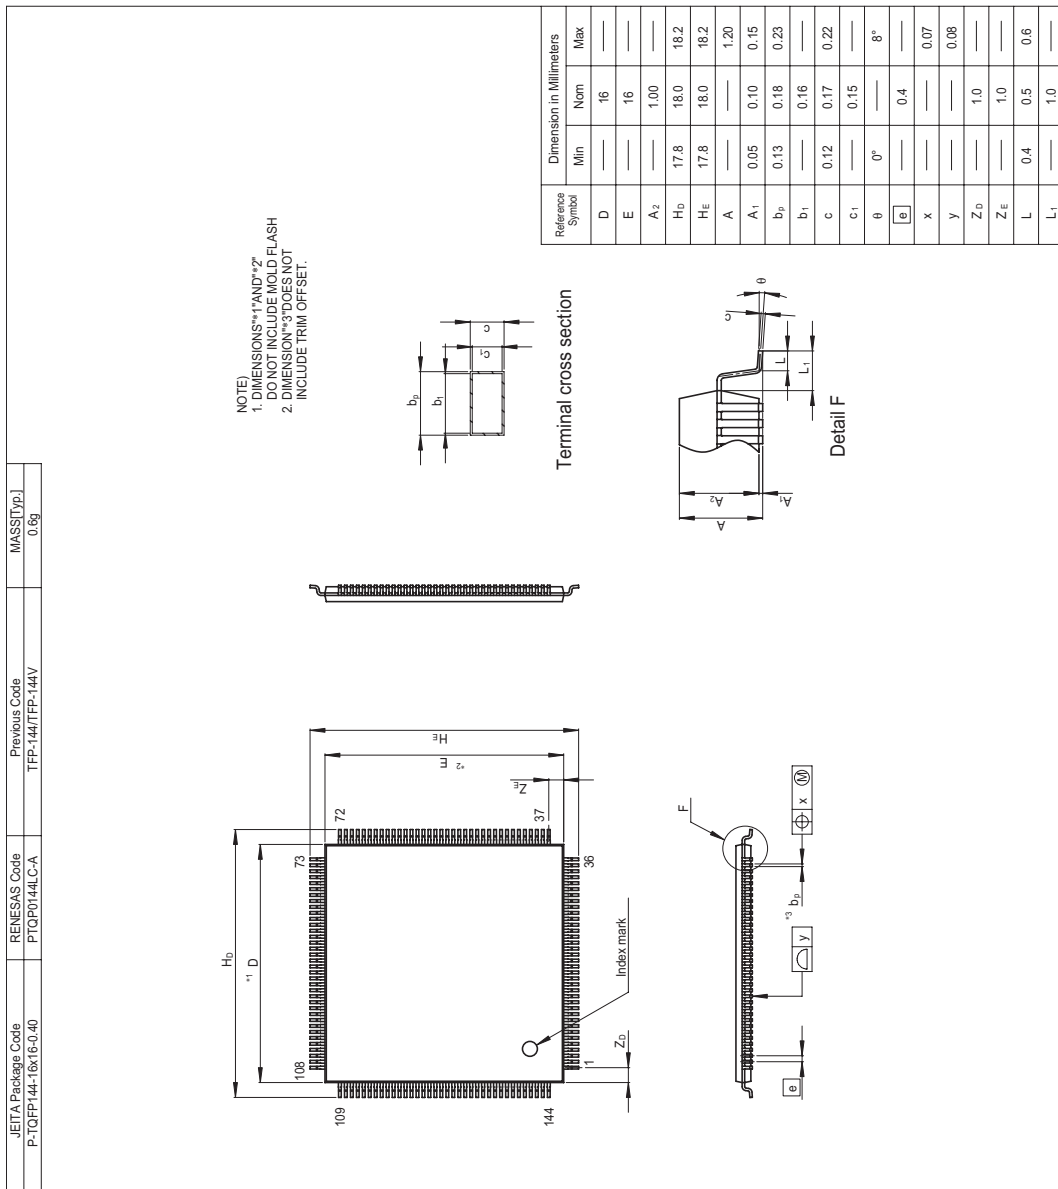 JEITA Package Code RENESAS Code Previous Code MASS[Typ.]
P-TQFP144-16x16-0.40 PTQP0144LC-A TFP-144/TFP-144V 0.6g
NOTE)
1. DIMENSIONS"*1"AND"*2"
DO NOT INCLUDE MOLD FLASH
2. DIMENSION"*3"DOES NOT
INCLUDE TRIM OFFSET.
HD
*1 D
108 73
109 72
*2 E
HE
ZE
144 37
1 36
Index mark
ZD
bp
b1
c1
c
Terminal cross section
F
e
y
*3 bp
x M
A
A2
A1
L
L1
c
θ
Detail F
Reference Symbol Dimension in Millimeters
Min Nom Max
D — 16 —
E — 16 —
A2 — 1.00 —
HD 17.8 18.0 18.2
HE 17.8 18.0 18.2
A — — 1.20
A1 0.05 0.10 0.15
bp 0.13 0.18 0.23
b1 — 0.16 —
c 0.12 0.17 0.22
c1 — 0.15 —
θ 0° — 8°
e — 0.4 —
x — — 0.07
y — — 0.08
ZD — 1.0 —
ZE — 1.0 —
L 0.4 0.5 0.6
L1 — 1.0 —